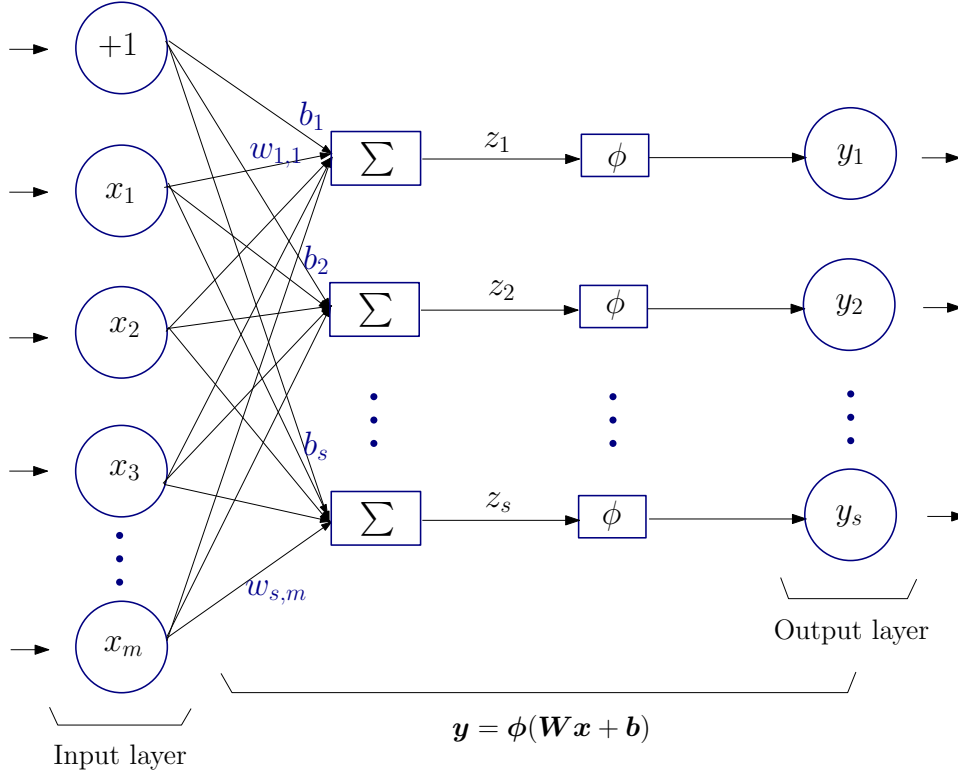 +1
b₁
w₁,₁
∑
z₁
ϕ
y₁
x₁
b₂
∑
z₂
ϕ
y₂
x₂
bₛ
x₃
∑
zₛ
ϕ
yₛ
wₛ,ₘ
xₘ
Output layer
y = ϕ(Wx + b)
Input layer